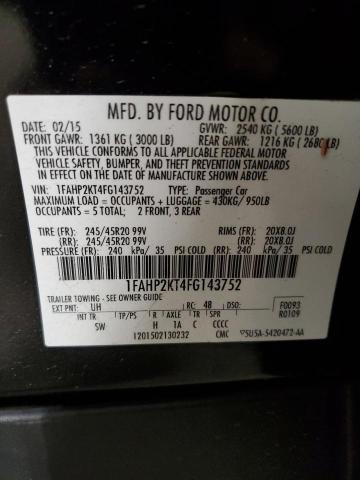 MFD. BY FORD MOTOR CO.
DATE: 02/15 GVWR: 2540 KG (5600 LB)
FRONT GAWR: 1361 KG (3000 LB) REAR GAWR: 1216 KG (2680 LB)
THIS VEHICLE CONFORMS TO ALL APPLICABLE FEDERAL MOTOR
VEHICLE SAFETY, BUMPER, AND THEFT PREVENTION STANDARDS
IN EFFECT ON THE DATE OF MANUFACTURE SHOWN ABOVE.
VIN: 1FAHP2KT4FG143752 TYPE: Passenger Car
MAXIMUM LOAD = OCCUPANTS + LUGGAGE = 430KG/950LB
OCCUPANTS = 5 TOTAL: 2 FRONT, 3 REAR
TIRE (FR): 245/45R20 99V RIMS (FR): 20X8.0J
(RR): 245/45R20 99V (RR): 20X8.0J
PRESSURE (FR): 240 kPa/ 35 PSI COLD (RR): 240 kPa/ 35 PSI COLD
1FAHP2KT4FG143752
TRAILER TOWING - SEE OWNER GUIDE
EXT PNT: UH RC: 48 DSO: F0093
INT TR TP/PS R AXLE TR SPR R0109
SW H 1A C CCCC
1201502130232 CMC 5U5A-5420472-AA